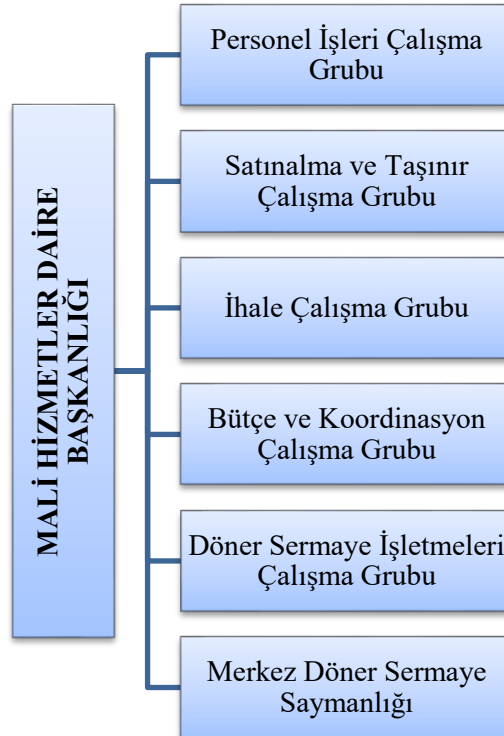 MALİ HİZMETLER DAİRE
BAŞKANLIĞI
Personel İşleri Çalışma
Grubu
Satınalma ve Taşınır
Çalışma Grubu
İhale Çalışma Grubu
Bütçe ve Koordinasyon
Çalışma Grubu
Döner Sermaye İşletmeleri
Çalışma Grubu
Merkez Döner Sermaye
Saymanlığı